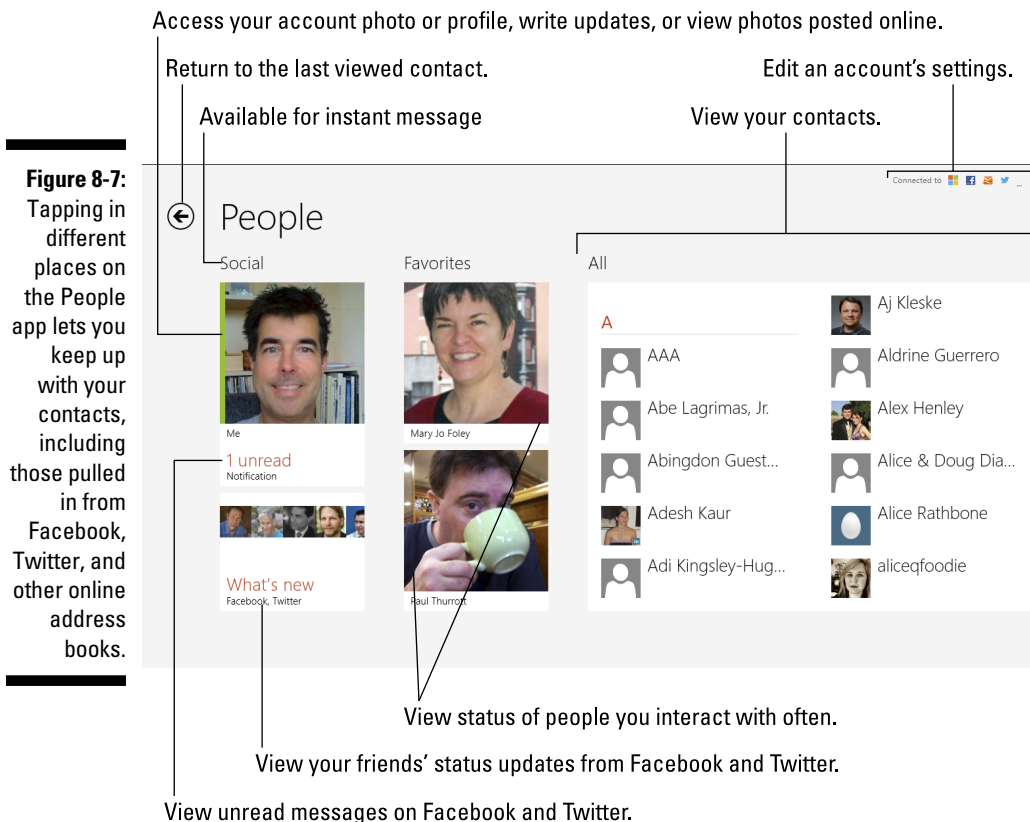 Access your account photo or profile, write updates, or view photos posted online.
Return to the last viewed contact.
Edit an account's settings.
Available for instant message
View your contacts.
Figure 8-7:
Tapping in
different
places on
the People
app lets you
keep up
with your
contacts,
including
those pulled
in from
Facebook,
Twitter, and
other online
address
books.
Connected to
People
Social
Favorites
All
Me
1 unread
Notification
What's new
Facebook, Twitter
Mary Jo Foley
Paul Thurrott
A
AAA
Abe Lagrimas, Jr.
Abingdon Guest...
Adesh Kaur
Adi Kingsley-Hug...
Aj Kleske
Aldrine Guerrero
Alex Henley
Alice & Doug Dia...
Alice Rathbone
aliceqfoodie
View status of people you interact with often.
View your friends' status updates from Facebook and Twitter.
View unread messages on Facebook and Twitter.